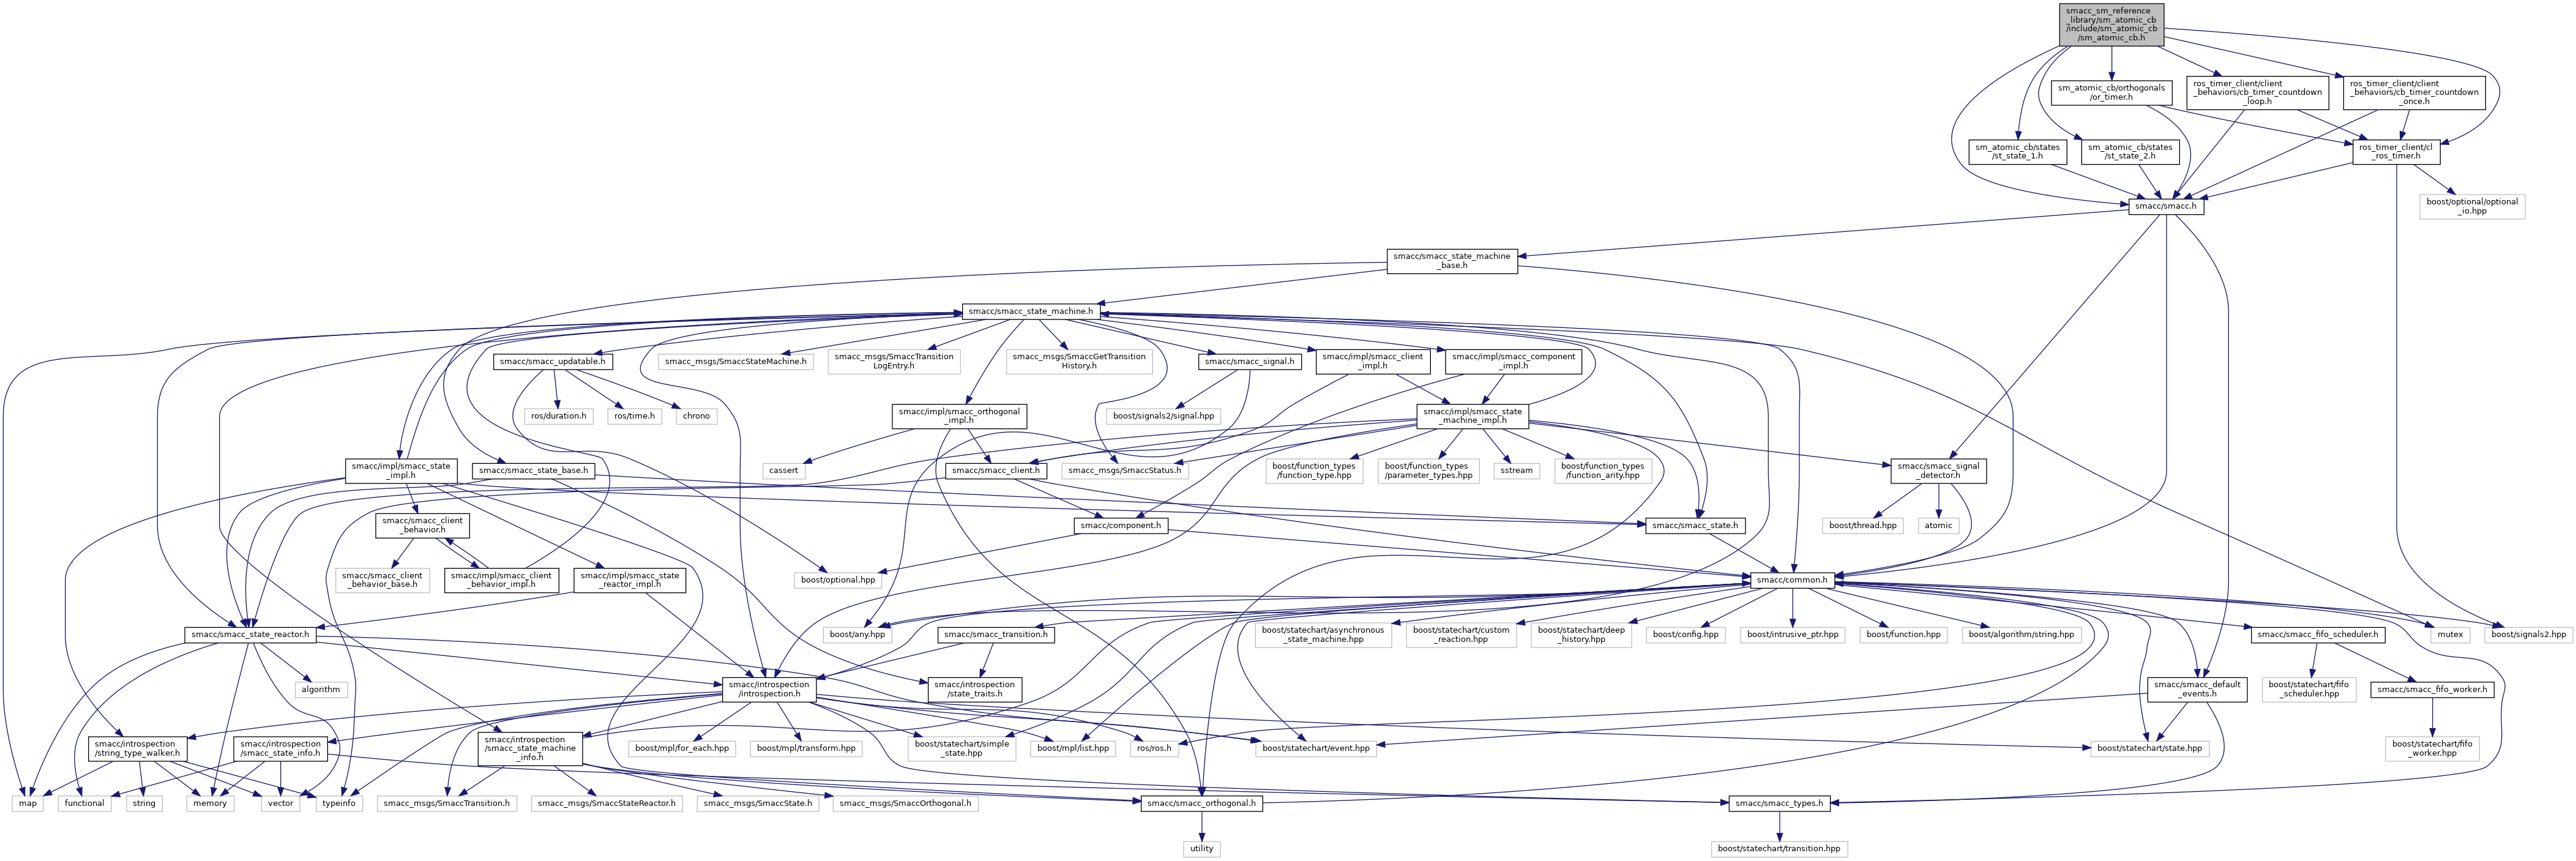 smacc_sm_reference
_library/sm_atomic_cb
/include/sm_atomic_cb
/sm_atomic_cb.h
sm_atomic_cb/orthogonals
/or_timer.h
ros_timer_client/client
_behaviors/cb_timer_countdown
_loop.h
ros_timer_client/client
_behaviors/cb_timer_countdown
_once.h
sm_atomic_cb/states
/st_state_1.h
sm_atomic_cb/states
/st_state_2.h
ros_timer_client/cl
_ros_timer.h
smacc/smacc.h
boost/optional/optional
_io.hpp
smacc/smacc_state_machine
_base.h
smacc/smacc_state_machine.h
smacc/smacc_updatable.h
smacc_msgs/SmaccStateMachine.h
smacc_msgs/SmaccTransition
LogEntry.h
smacc_msgs/SmaccGetTransition
History.h
smacc/smacc_signal.h
smacc/impl/smacc_client
_impl.h
smacc/impl/smacc_component
_impl.h
ros/duration.h
ros/time.h
chrono
smacc/impl/smacc_orthogonal
_impl.h
boost/signals2/signal.hpp
smacc/impl/smacc_state
_machine_impl.h
smacc/impl/smacc_state
_impl.h
smacc/smacc_state_base.h
cassert
smacc/smacc_client.h
smacc_msgs/SmaccStatus.h
boost/function_types
/function_type.hpp
boost/function_types
/parameter_types.hpp
sstream
boost/function_types
/function_arity.hpp
smacc/smacc_signal
_detector.h
smacc/smacc_client
_behavior.h
smacc/component.h
smacc/smacc_state.h
boost/thread.hpp
atomic
smacc/smacc_client
_behavior_base.h
smacc/impl/smacc_client
_behavior_impl.h
smacc/impl/smacc_state
_reactor_impl.h
boost/optional.hpp
smacc/common.h
smacc/smacc_state_reactor.h
boost/any.hpp
smacc/smacc_transition.h
boost/statechart/asynchronous
_state_machine.hpp
boost/statechart/custom
_reaction.hpp
boost/statechart/deep
_history.hpp
boost/config.hpp
boost/intrusive_ptr.hpp
boost/function.hpp
boost/algorithm/string.hpp
smacc/smacc_fifo_scheduler.h
mutex
boost/signals2.hpp
algorithm
smacc/introspection
/introspection.h
smacc/introspection
/state_traits.h
smacc/smacc_default
_events.h
boost/statechart/fifo
_scheduler.hpp
smacc/smacc_fifo_worker.h
smacc/introspection
/string_type_walker.h
smacc/introspection
/smacc_state_info.h
smacc/introspection
/smacc_state_machine
_info.h
boost/mpl/for_each.hpp
boost/mpl/transform.hpp
boost/statechart/simple
_state.hpp
boost/mpl/list.hpp
ros/ros.h
boost/statechart/event.hpp
boost/statechart/state.hpp
boost/statechart/fifo
_worker.hpp
map
functional
string
memory
vector
typeinfo
smacc_msgs/SmaccTransition.h
smacc_msgs/SmaccStateReactor.h
smacc_msgs/SmaccState.h
smacc_msgs/SmaccOrthogonal.h
smacc/smacc_orthogonal.h
smacc/smacc_types.h
utility
boost/statechart/transition.hpp